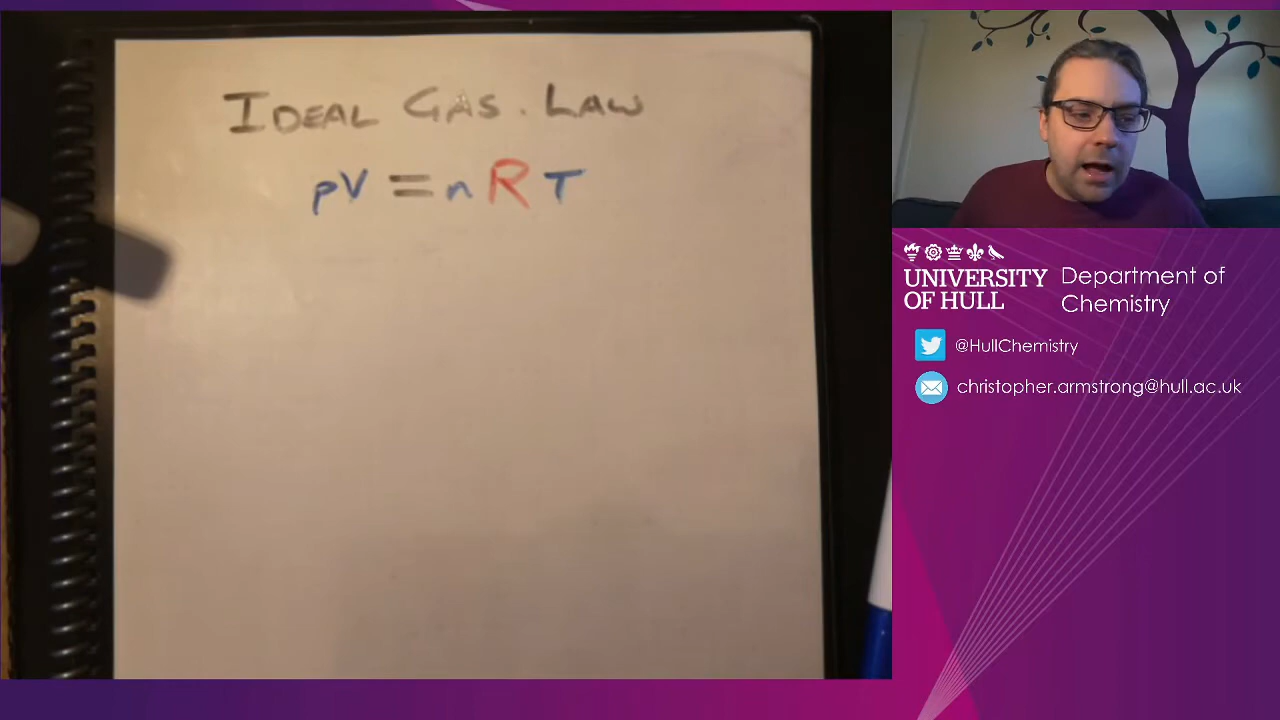 IDEAL GAS. LAW
pV = nRT
UNIVERSITY
OF HULL
Department of
Chemistry
@HullChemistry
christopher.armstrong@hull.ac.uk